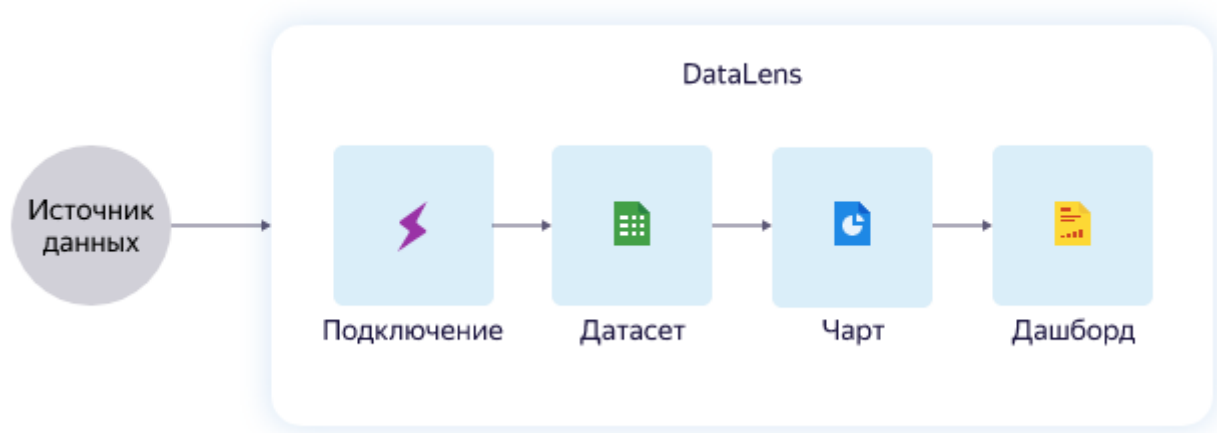 DataLens
Источник
данных
Подключение
Датасет
Чарт
Дашборд